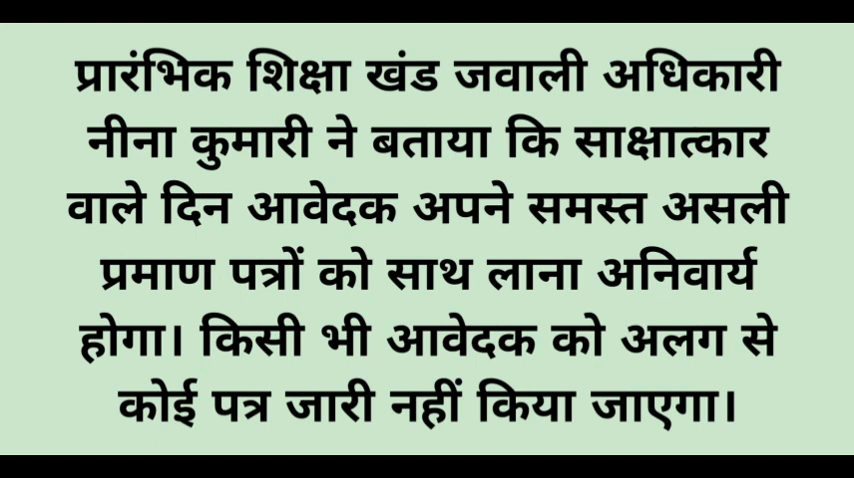 प्रारंभिक शिक्षा खंड जवाली अधिकारी
नीना कुमारी ने बताया कि साक्षात्कार
वाले दिन आवेदक अपने समस्त असली
प्रमाण पत्रों को साथ लाना अनिवार्य
होगा। किसी भी आवेदक को अलग से
कोई पत्र जारी नहीं किया जाएगा।